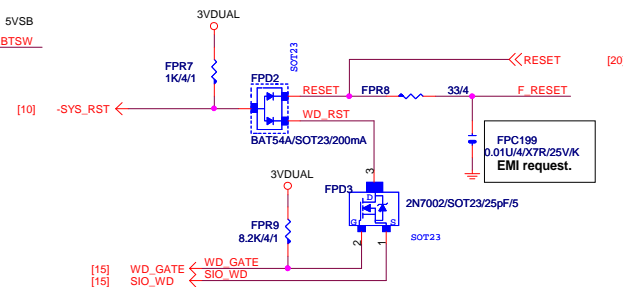 5VSB
3VDUAL
BTSW
SOT23
RESET
[20
FPR7
1K/4/1
FPD2
RESET
FPR8
33/4
F_RESET
[10]
-SYS_RST
WD_RST
BAT54A/SOT23/200mA
FPC199
0.01U/4/X7R/25V/K
EMI request.
3VDUAL
3
FPD3
D
2N7002/SOT23/25pF/5
FPR9
8.2K/4/1
G
S
SOT23
2
1
[15]
WD_GATE
WD_GATE
[15]
SIO_WD
SIO_WD